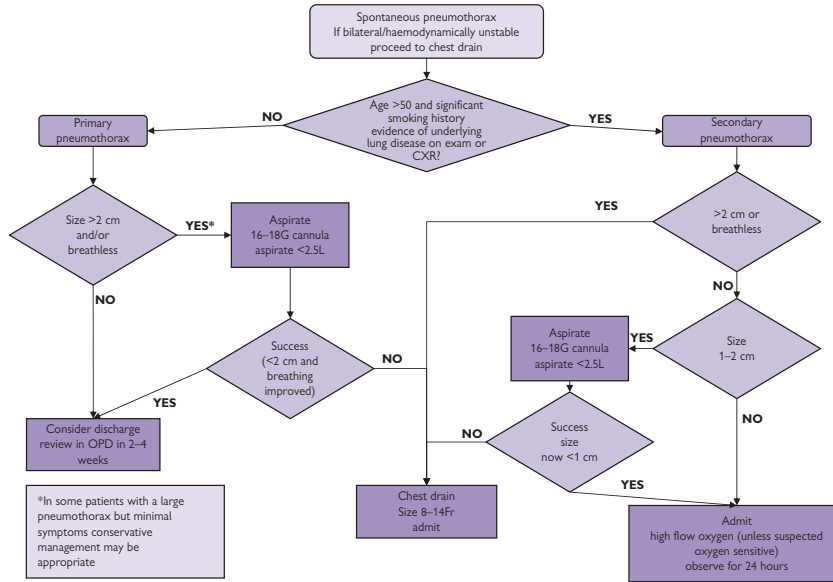 Spontaneous pneumothorax
If bilateral/haemodynamically unstable
proceed to chest drain
Age >50 and significant
smoking history
evidence of underlying
lung disease on exam or
CXR?
NO
YES
Primary
pneumothorax
Secondary
pneumothorax
Size >2 cm
and/or
breathless
YES*
Aspirate
16–18G cannula
aspirate <2.5L
YES
>2 cm or
breathless
NO
NO
Success
(<2 cm and
breathing
improved)
NO
YES
Aspirate
16–18G cannula
aspirate <2.5L
YES
Size
1–2 cm
NO
Consider discharge
review in OPD in 2–4
weeks
NO
Success
size
now <1 cm
YES
*In some patients with a large
pneumothorax but minimal
symptoms conservative
management may be
appropriate
Chest drain
Size 8–14Fr
admit
Admit
high flow oxygen (unless suspected
oxygen sensitive)
observe for 24 hours